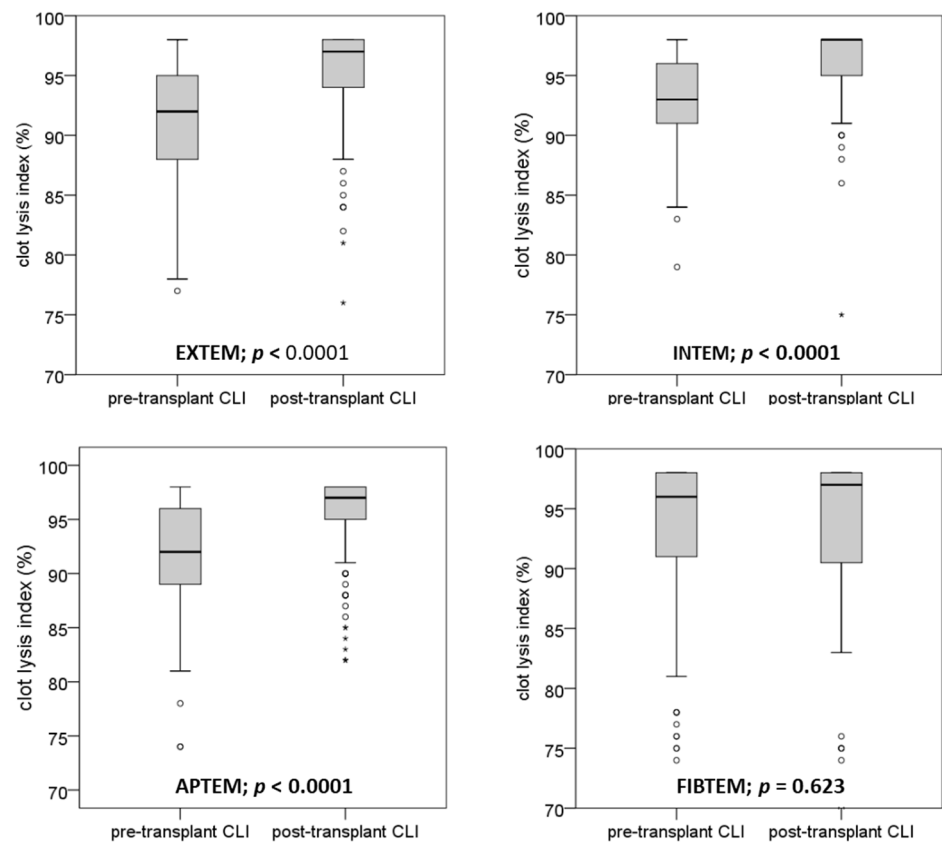 100
95
90
85
80
75
70
clot lysis index (%)
EXTEM; p < 0.0001
pre-transplant CLI post-transplant CLI
100
95
90
85
80
75
70
clot lysis index (%)
INTEM; p < 0.0001
pre-transplant CLI post-transplant CLI
100
95
90
85
80
75
70
clot lysis index (%)
APTEM; p < 0.0001
pre-transplant CLI post-transplant CLI
100
95
90
85
80
75
70
clot lysis index (%)
FIBTEM; p = 0.623
pre-transplant CLI post-transplant CLI